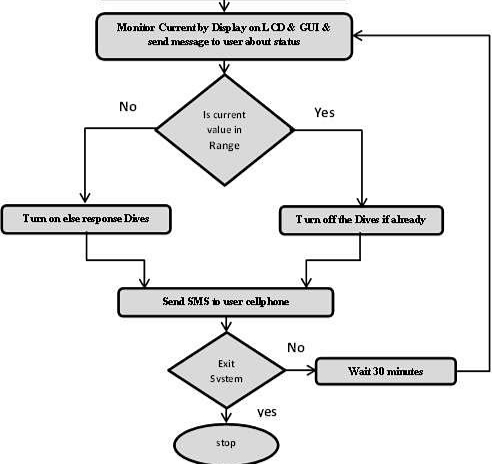 Monitor Current by Display on LCD & GUI &
send message to user about status
No
Is current
value in
Range
Yes
Turn on else response Dives
Turn off the Dives if already
Send SMS to user cellphone
Exit
System
No
Wait 30 minutes
yes
stop